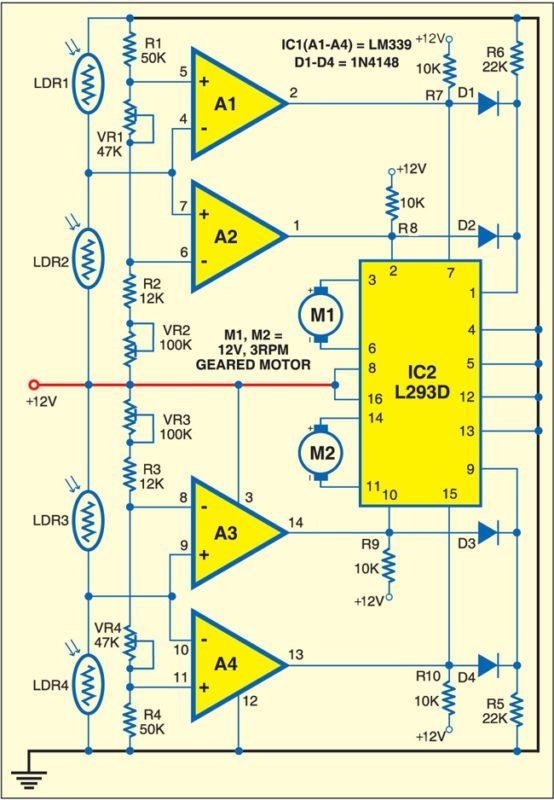 IC1(A1-A4) = LM339
D1-D4 = 1N4148
+12V
10K
R7
R6
22K
R1
50K
LDR1
VR1
47K
5
+
4
-
A1
2
D1
+12V
10K
R8
7
+
6
-
A2
1
D2
LDR2
R2
12K
VR2
100K
M1, M2 =
12V, 3RPM
GEARED MOTOR
+
M1
-
+
M2
-
2
7
3
1
6
4
8
5
16
12
14
13
11
9
10
15
IC2
L293D
+12V
VR3
100K
R3
12K
LDR3
8
-
9
+
A3
3
14
R9
10K
+12V
D3
VR4
47K
10
-
11
+
A4
13
12
LDR4
R4
50K
R10
10K
+12V
D4
R5
22K